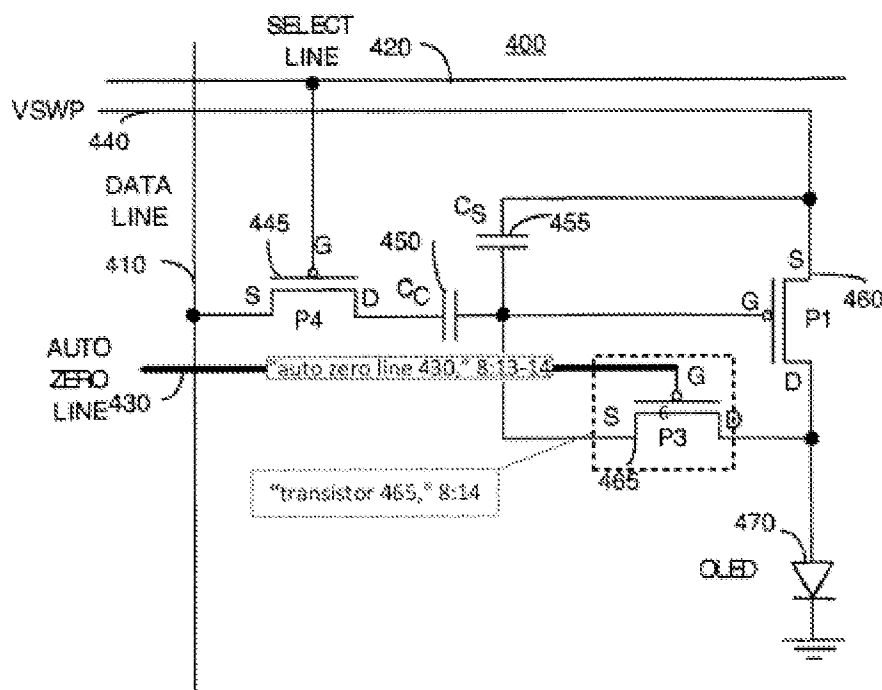 SELECT
LINE
420
400
VSWP
440
DATA
LINE
410
445
G
S
D
P4
450
CC
CS
455
S
460
G
P1
D
AUTO
ZERO
LINE 430
"auto zero line 430," 8:13-14
G
S
D
P3
465
"transistor 465," 8:14
470
OLED